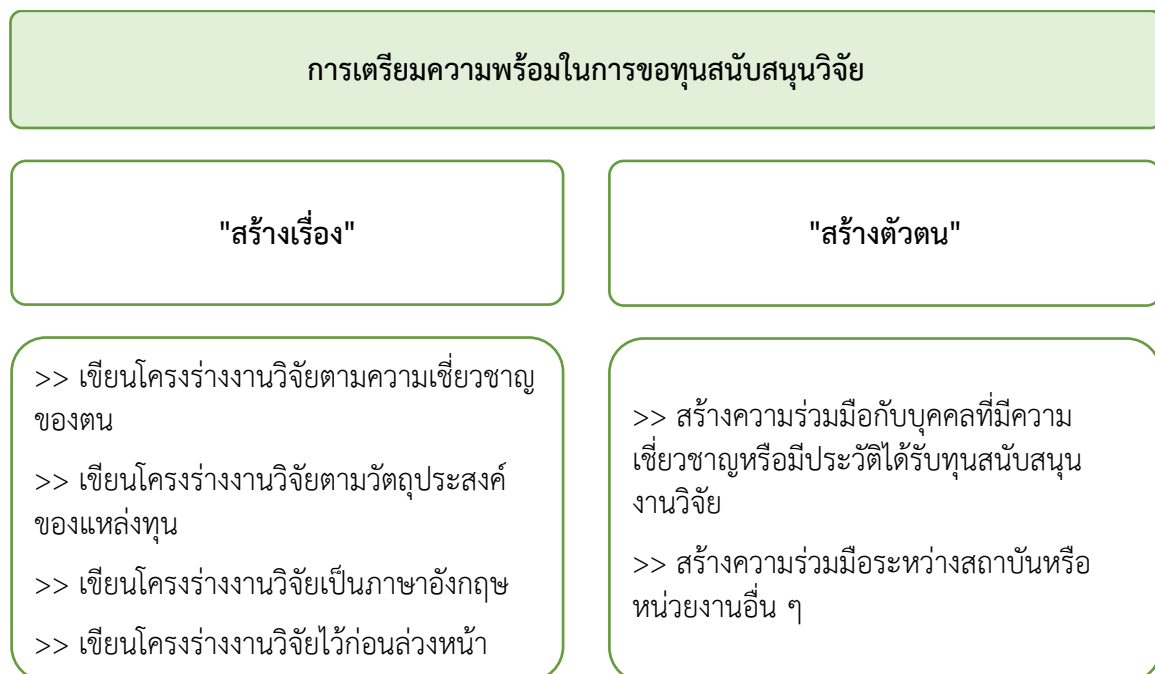 การเตรียมความพร้อมในการขอทุนสนับสนุนวิจัย
"สร้างเรื่อง"
"สร้างตัวตน"
>> เขียนโครงร่างงานวิจัยตามความเชี่ยวชาญ
ของตน
>> เขียนโครงร่างงานวิจัยตามวัตถุประสงค์
ของแหล่งทุน
>> เขียนโครงร่างงานวิจัยเป็นภาษาอังกฤษ
>> เขียนโครงร่างงานวิจัยไว้ก่อนล่วงหน้า
>> สร้างความร่วมมือกับบุคคลที่มีความ
เชี่ยวชาญหรือมีประวัติได้รับทุนสนับสนุน
งานวิจัย
>> สร้างความร่วมมือระหว่างสถาบันหรือ
หน่วยงานอื่น ๆ